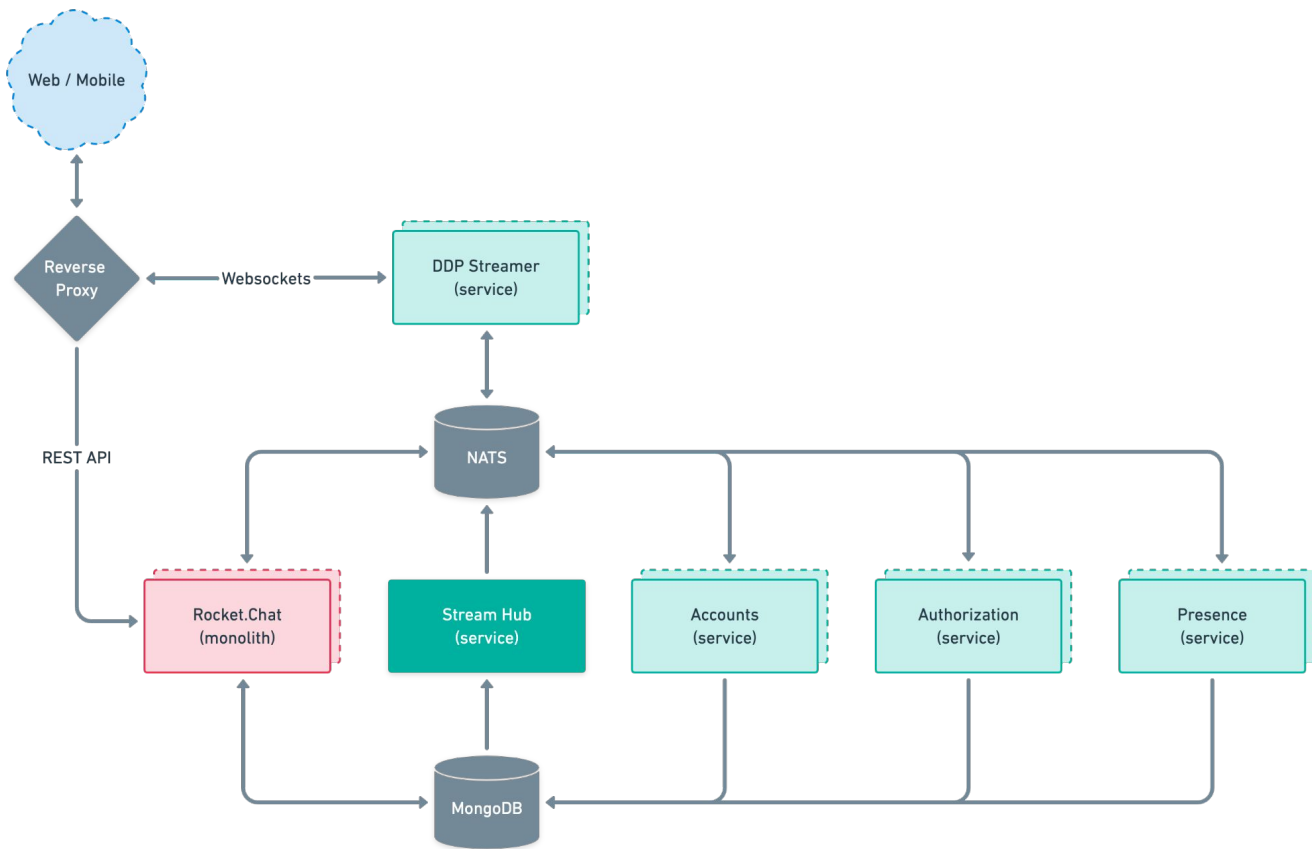 Web / Mobile
Reverse
Proxy
Websockets
DDP Streamer
(service)
REST API
NATS
Rocket.Chat
(monolith)
Stream Hub
(service)
Accounts
(service)
Authorization
(service)
Presence
(service)
MongoDB